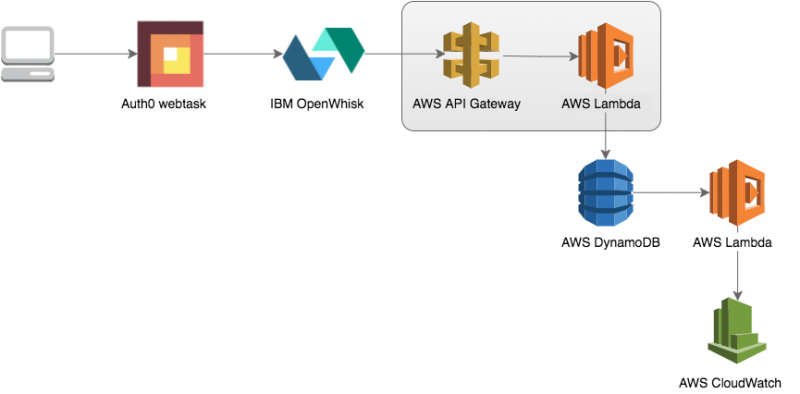 Auth0 webtask
IBM OpenWhisk
AWS API Gateway
AWS Lambda
AWS DynamoDB
AWS Lambda
AWS CloudWatch